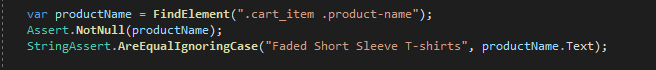 var productName = FindElement(".cart_item .product-name");
Assert.NotNull(productName);
StringAssert.AreEqualIgnoringCase("Faded Short Sleeve T-shirts", productName.Text);